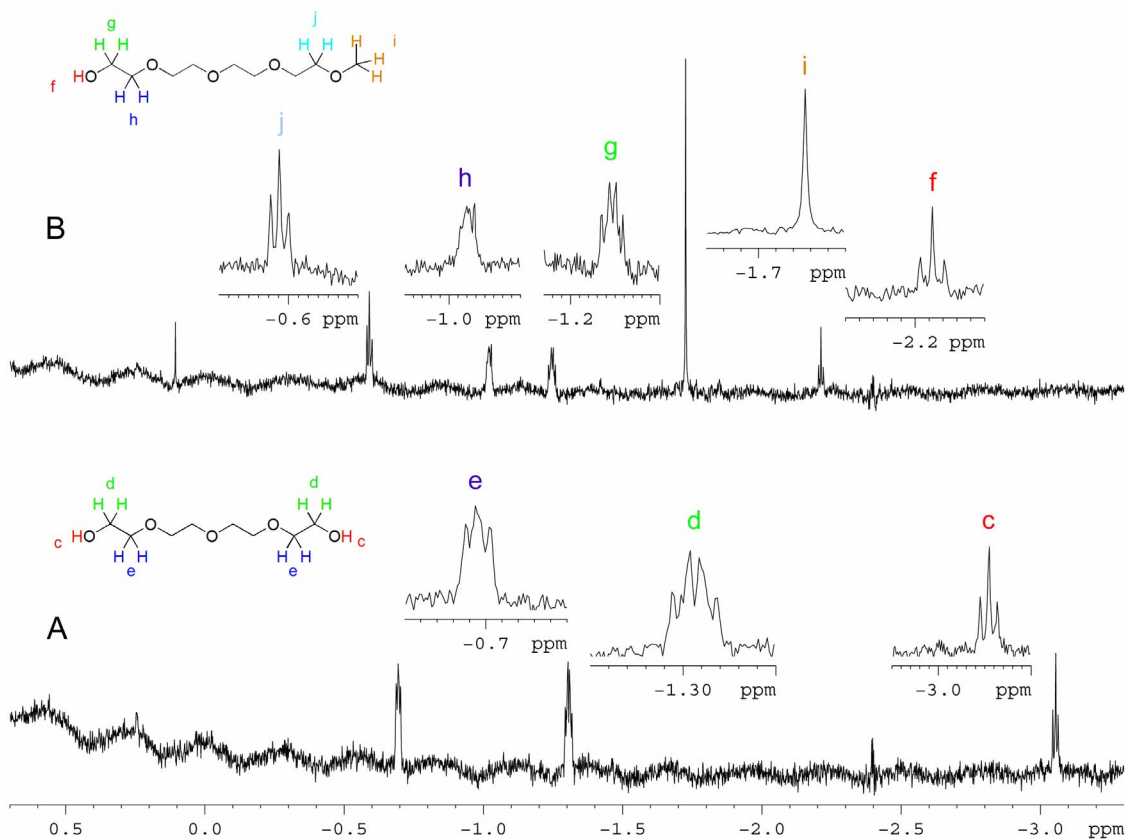 g
H H
j
H H
H
H
H
i
HO
O
O
O
O
f
H H
h
B
j
-0.6 ppm
h
-1.0 ppm
g
-1.2 ppm
i
-1.7 ppm
f
-2.2 ppm
d
H H
d
H H
c HO
O
O
O
OH c
H H
e
H H
e
A
e
-0.7 ppm
d
-1.30 ppm
c
-3.0 ppm
0.5 0.0 -0.5 -1.0 -1.5 -2.0 -2.5 -3.0 ppm